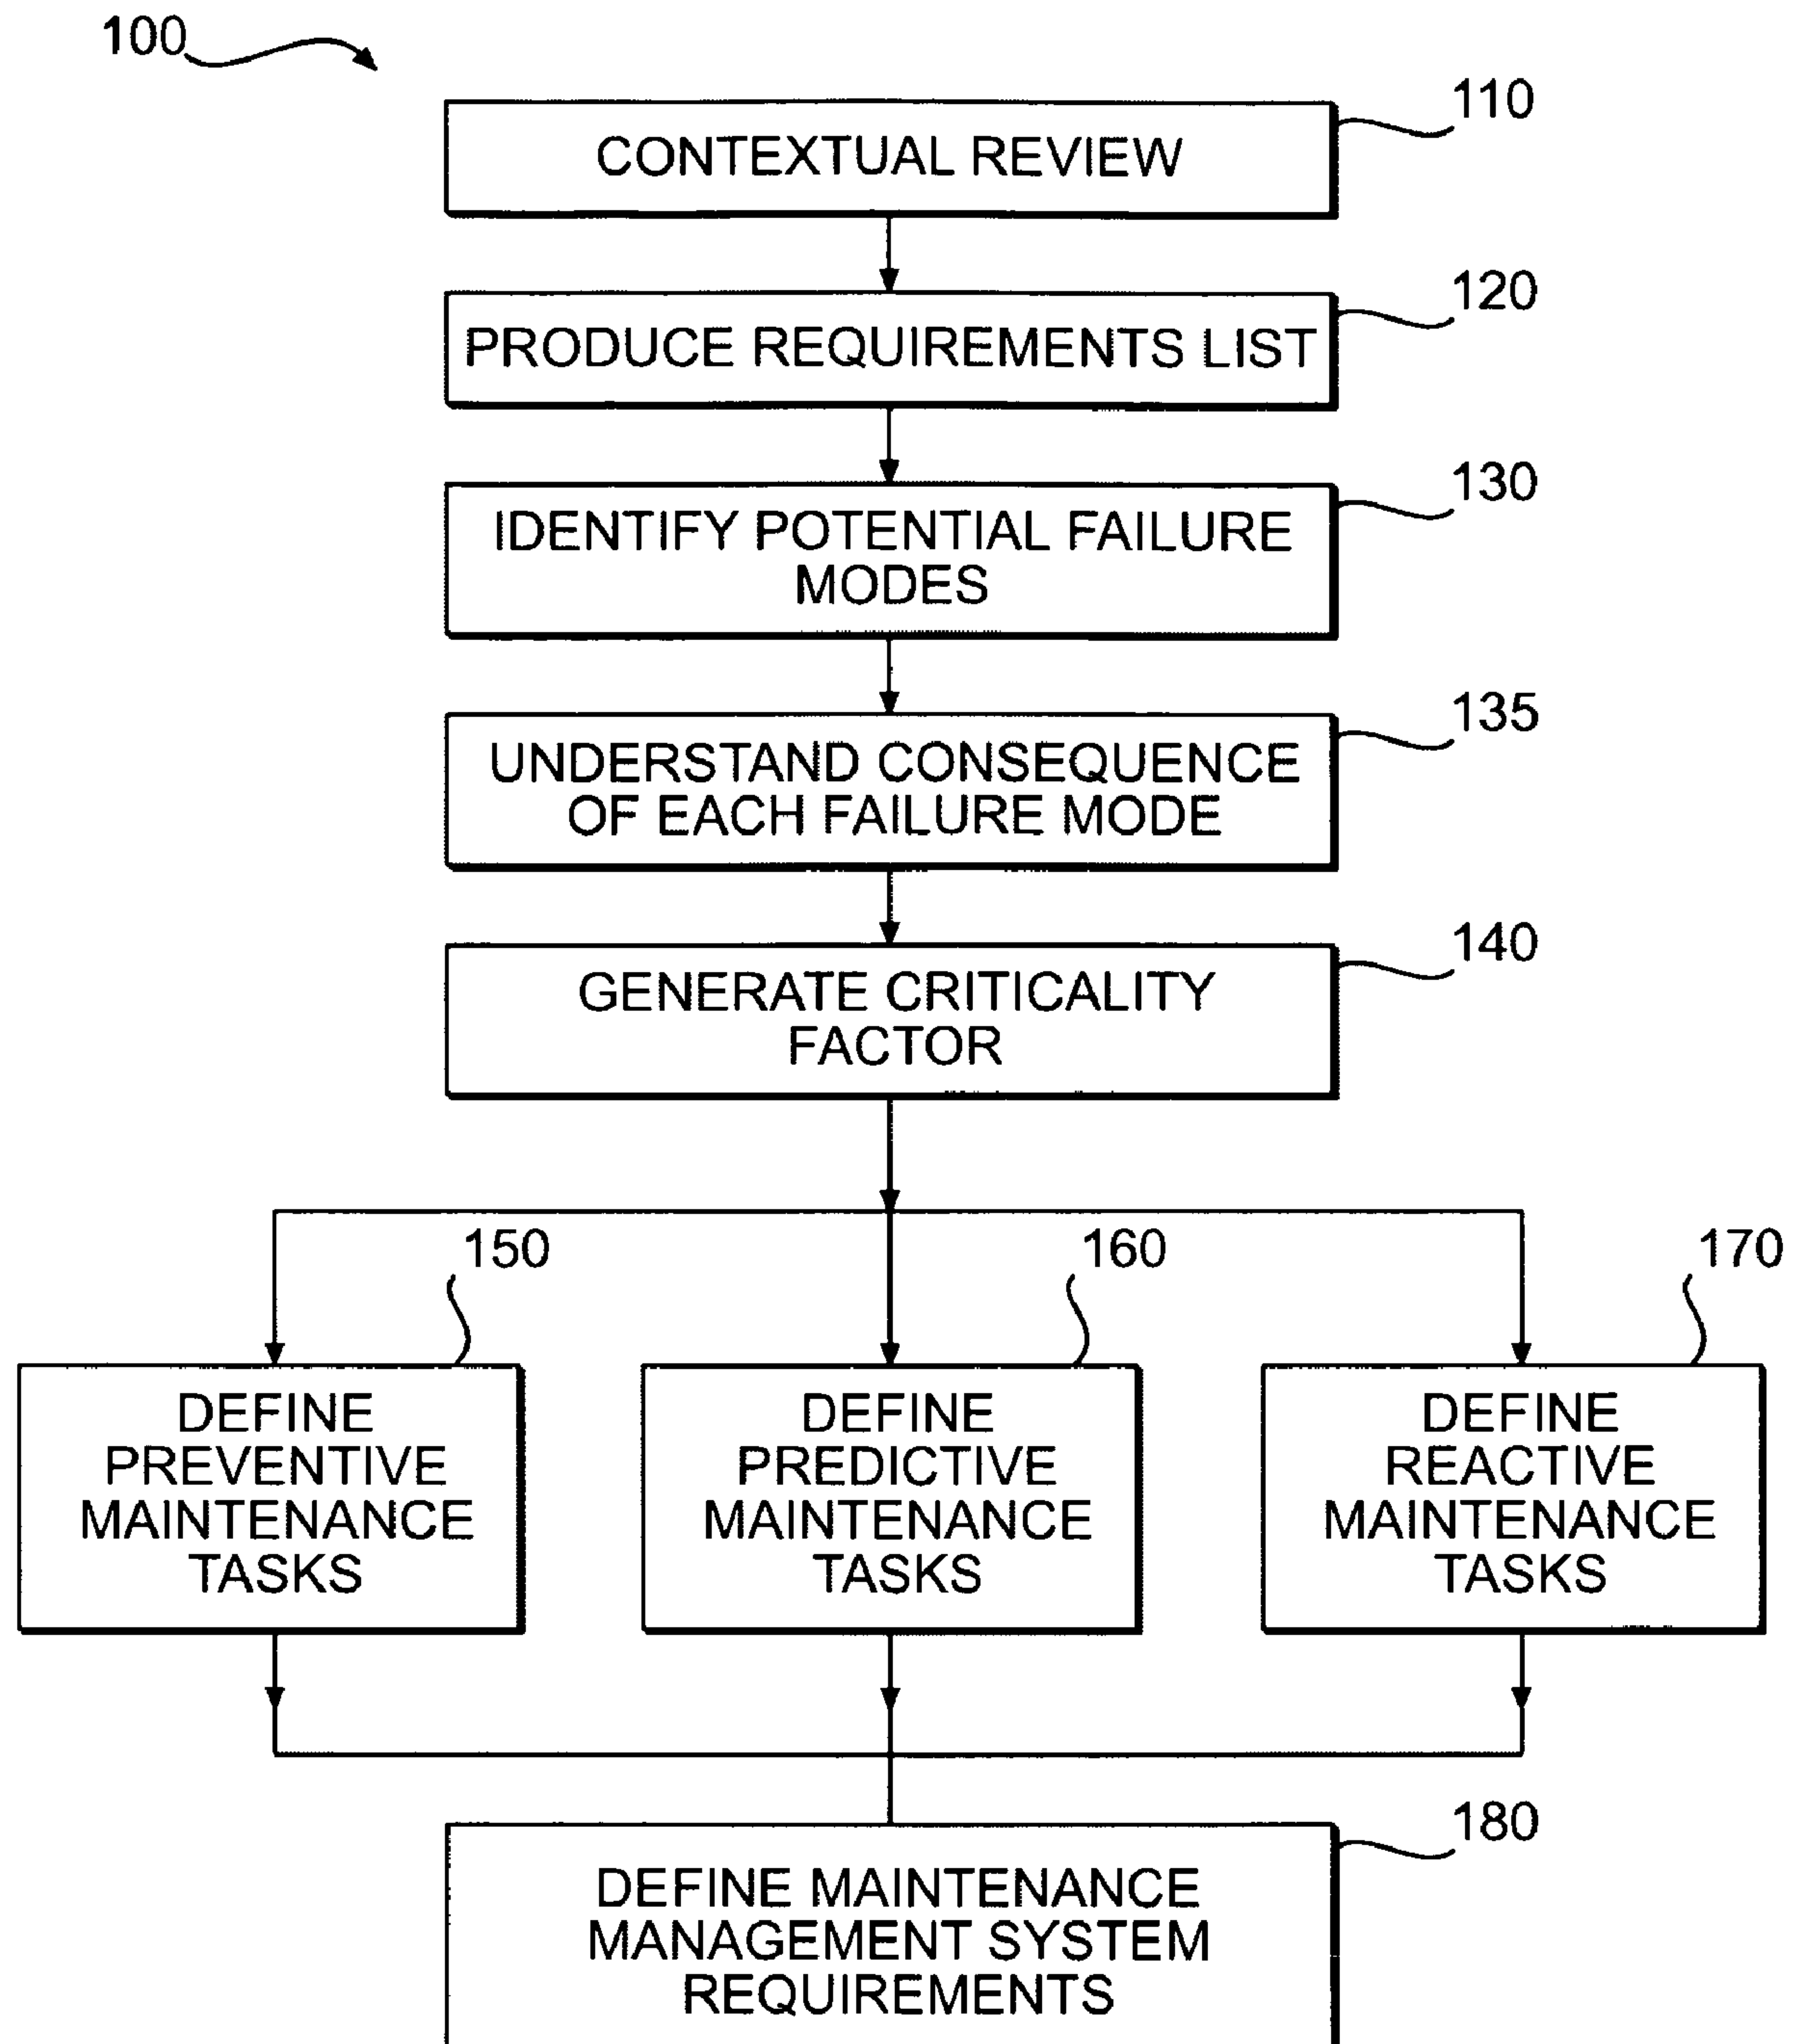 100
110
CONTEXTUAL REVIEW
120
PRODUCE REQUIREMENTS LIST
130
IDENTIFY POTENTIAL FAILURE
MODES
135
UNDERSTAND CONSEQUENCE
OF EACH FAILURE MODE
140
GENERATE CRITICALITY
FACTOR
150
160
170
DEFINE
PREVENTIVE
MAINTENANCE
TASKS
DEFINE
PREDICTIVE
MAINTENANCE
TASKS
DEFINE
REACTIVE
MAINTENANCE
TASKS
180
DEFINE MAINTENANCE
MANAGEMENT SYSTEM
REQUIREMENTS